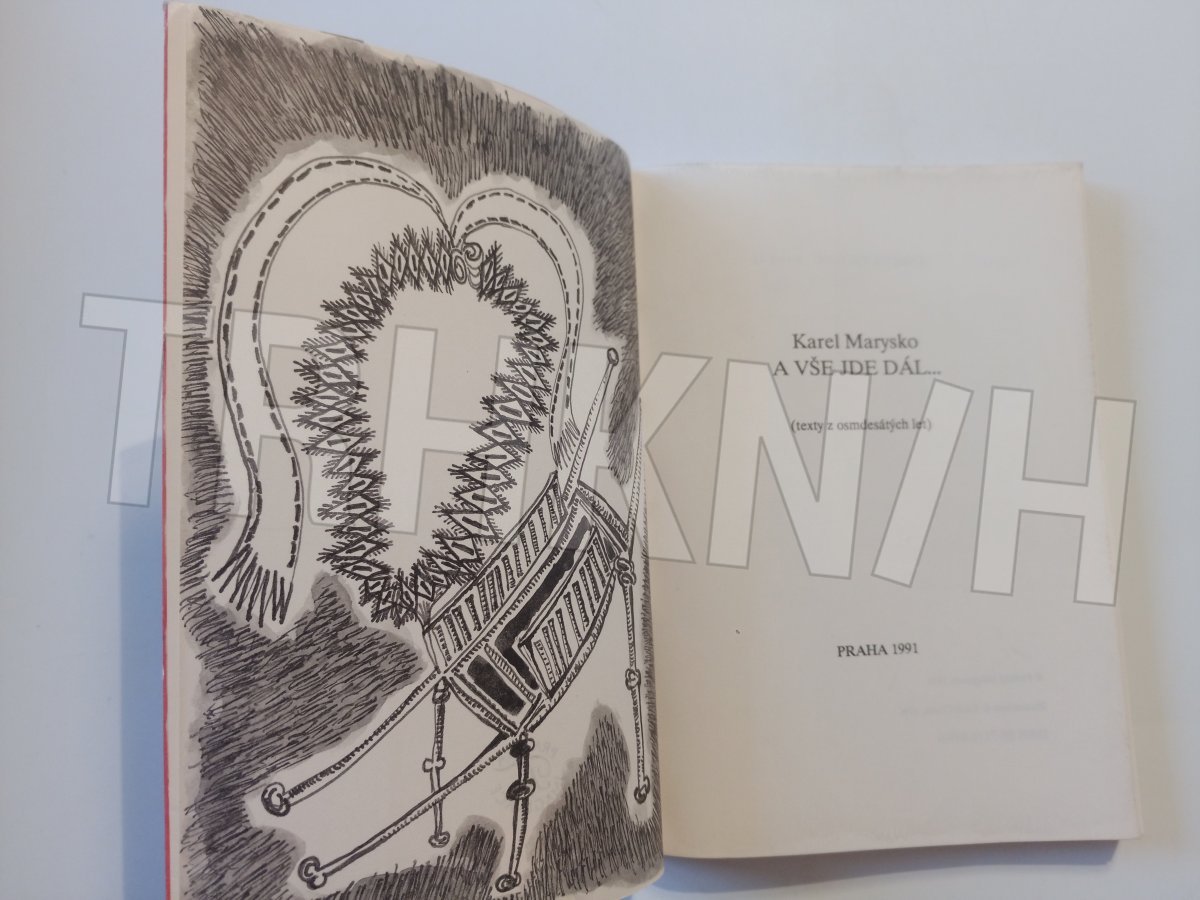 Karel Marysko
A VŠE JDE DÁL...
(texty z osmdesátých let)
PRAHA 1991